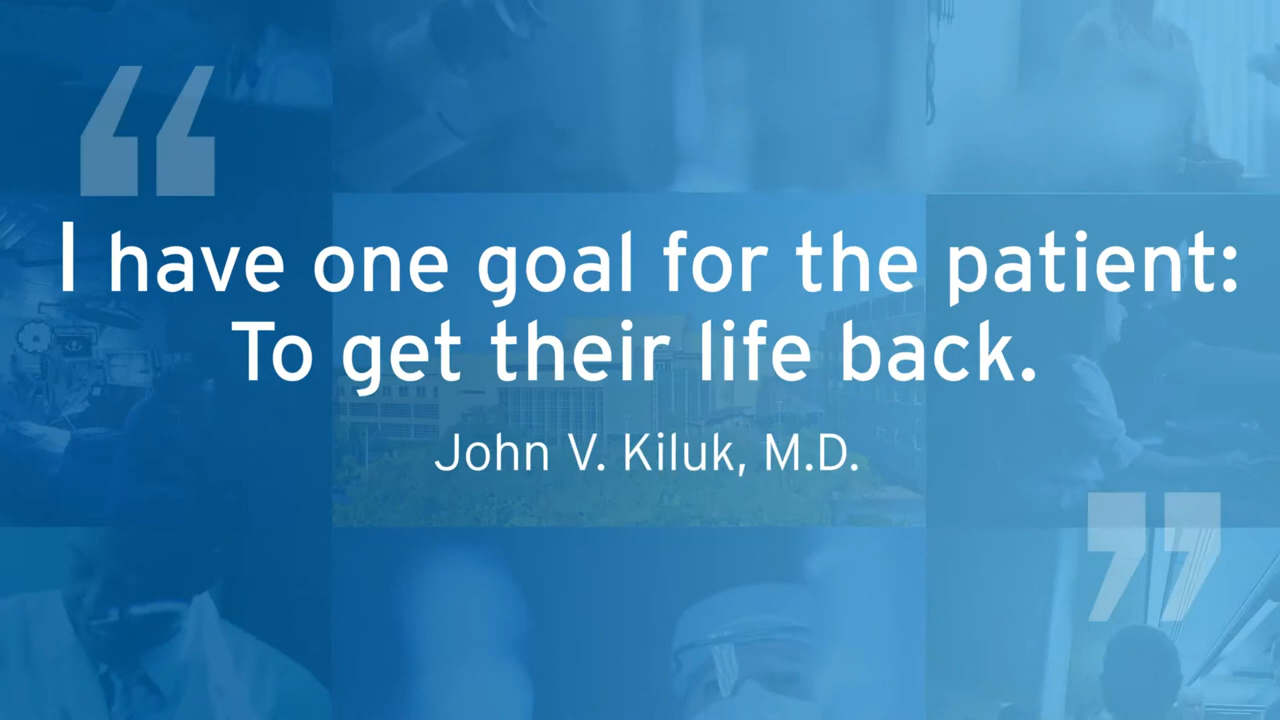 “
I have one goal for the patient:
To get their life back.
John V. Kiluk, M.D.
”